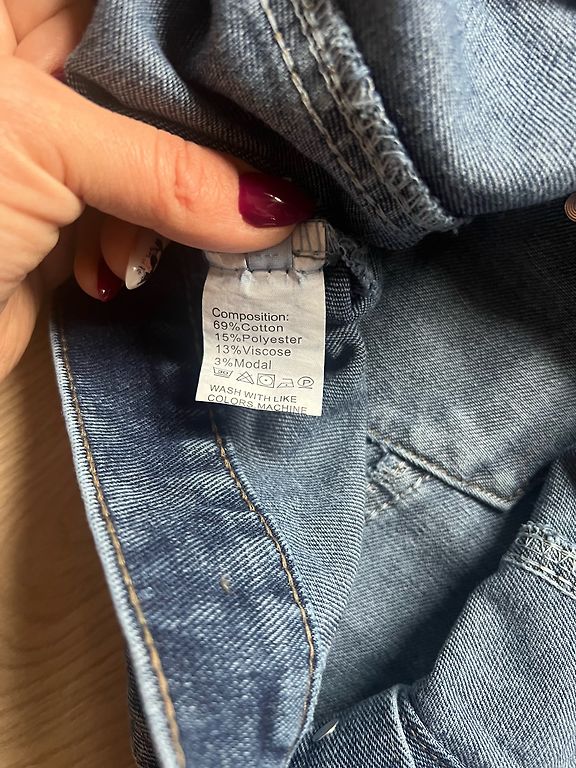 Composition:
69%Cotton
15%Polyester
13%Viscose
3%Modal
WASH WITH LIKE
COLORS MACHINE